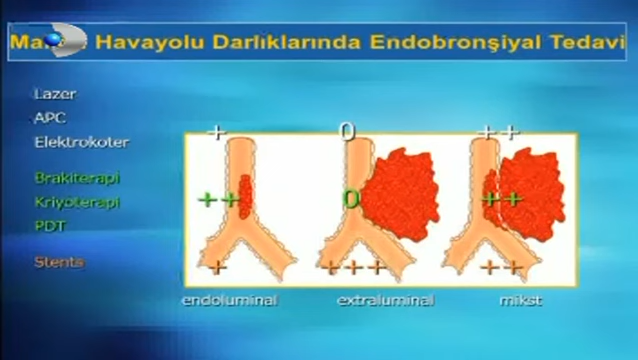 Havayolu Darlıklarında Endobronşiyal Tedavi
Lazer
APC
Elektrokoter
Brakiterapi
Kriyoterapi
PDT
Stents
+ 0 ++
++ 0 ++
+ +++ ++
endoluminal extraluminal mikst